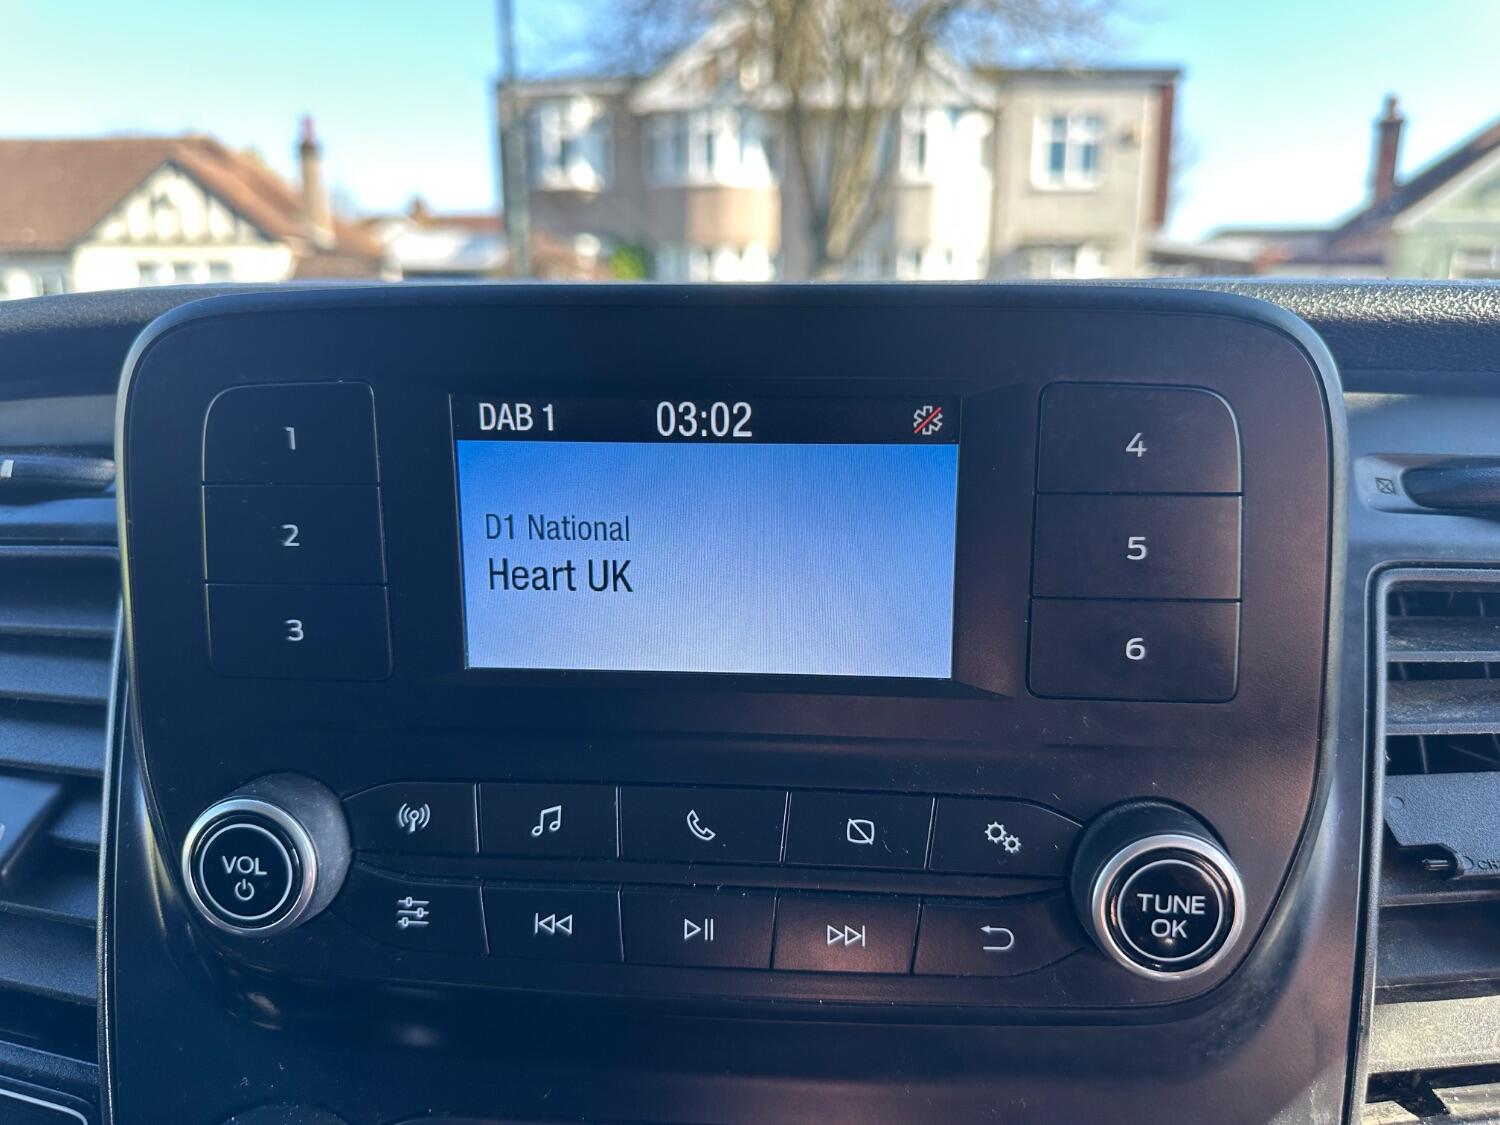 DAB 1 03:02
D1 National
Heart UK
1
2
3
4
5
6
VOL
TUNE
OK